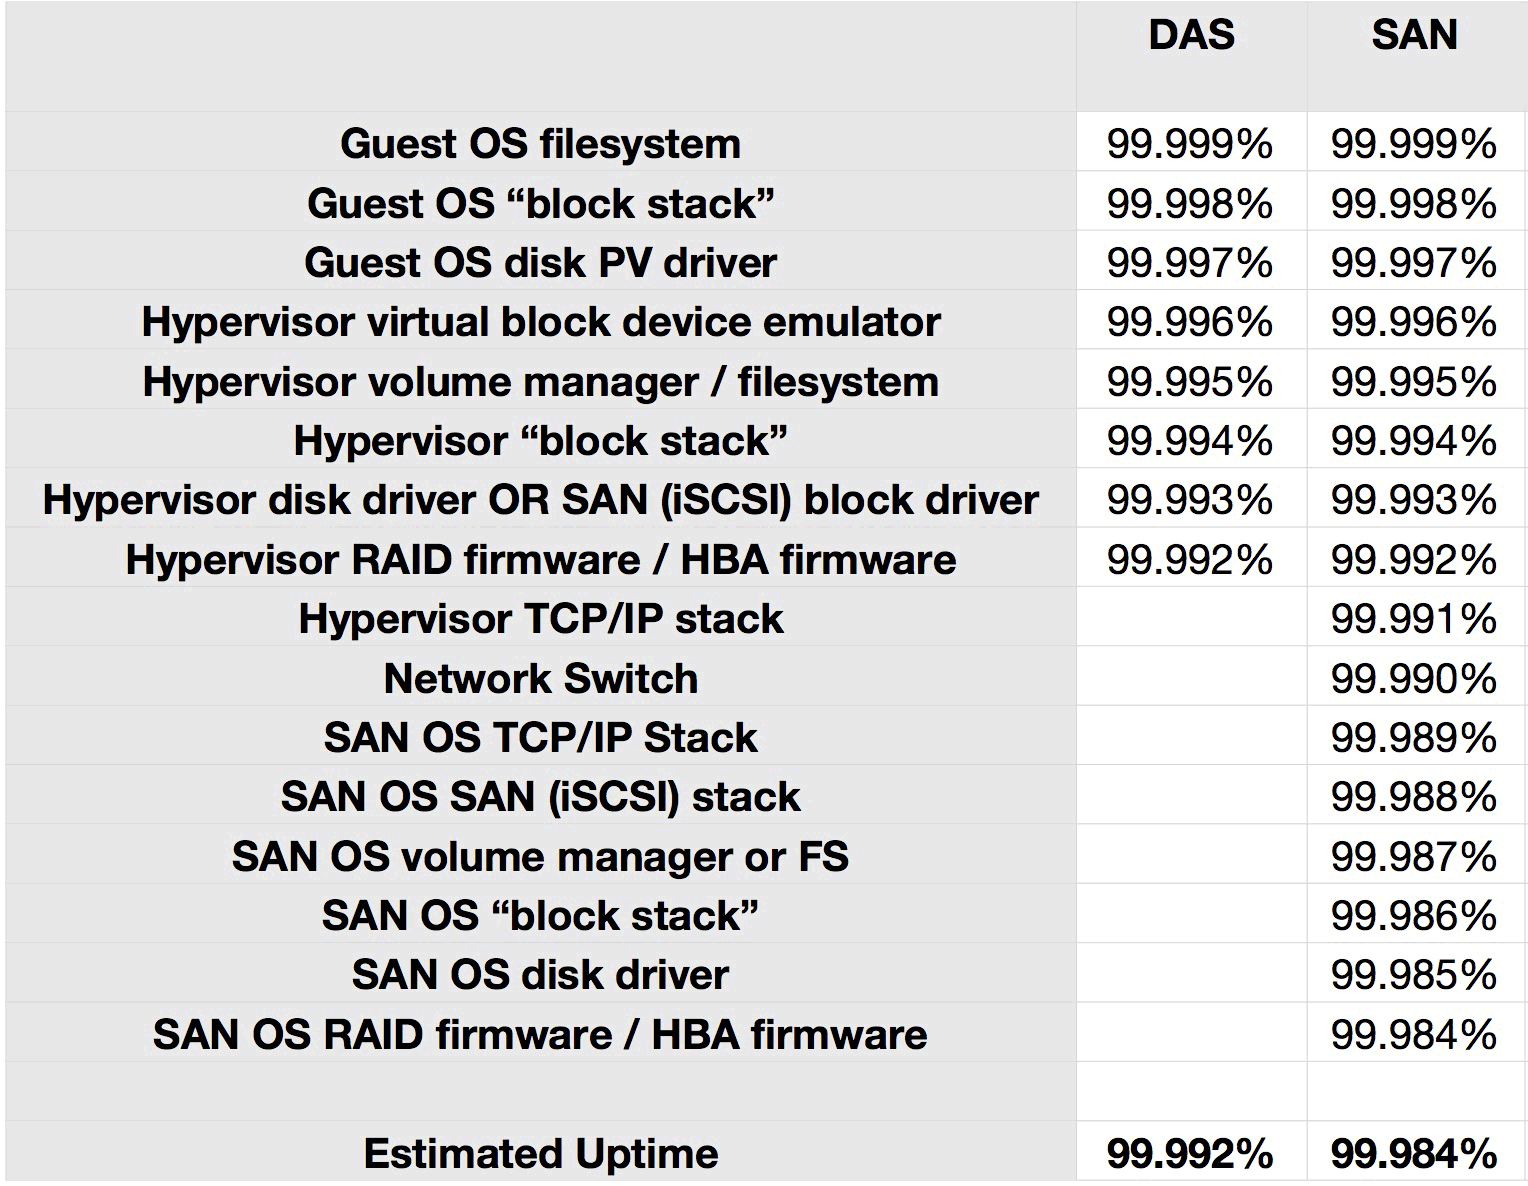 DAS SAN
Guest OS filesystem 99.999% 99.999%
Guest OS “block stack” 99.998% 99.998%
Guest OS disk PV driver 99.997% 99.997%
Hypervisor virtual block device emulator 99.996% 99.996%
Hypervisor volume manager / filesystem 99.995% 99.995%
Hypervisor “block stack” 99.994% 99.994%
Hypervisor disk driver OR SAN (iSCSI) block driver 99.993% 99.993%
Hypervisor RAID firmware / HBA firmware 99.992% 99.992%
Hypervisor TCP/IP stack 99.991%
Network Switch 99.990%
SAN OS TCP/IP Stack 99.989%
SAN OS SAN (iSCSI) stack 99.988%
SAN OS volume manager or FS 99.987%
SAN OS “block stack” 99.986%
SAN OS disk driver 99.985%
SAN OS RAID firmware / HBA firmware 99.984%
Estimated Uptime 99.992% 99.984%